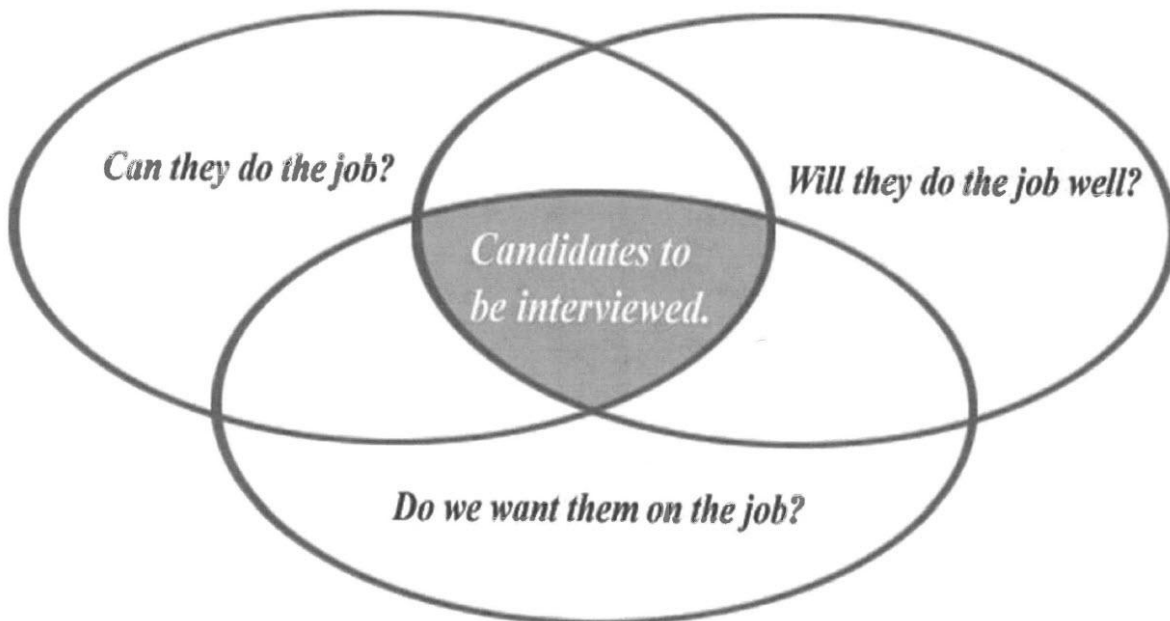 Can they do the job?
Will they do the job well?
Candidates to
be interviewed.
Do we want them on the job?